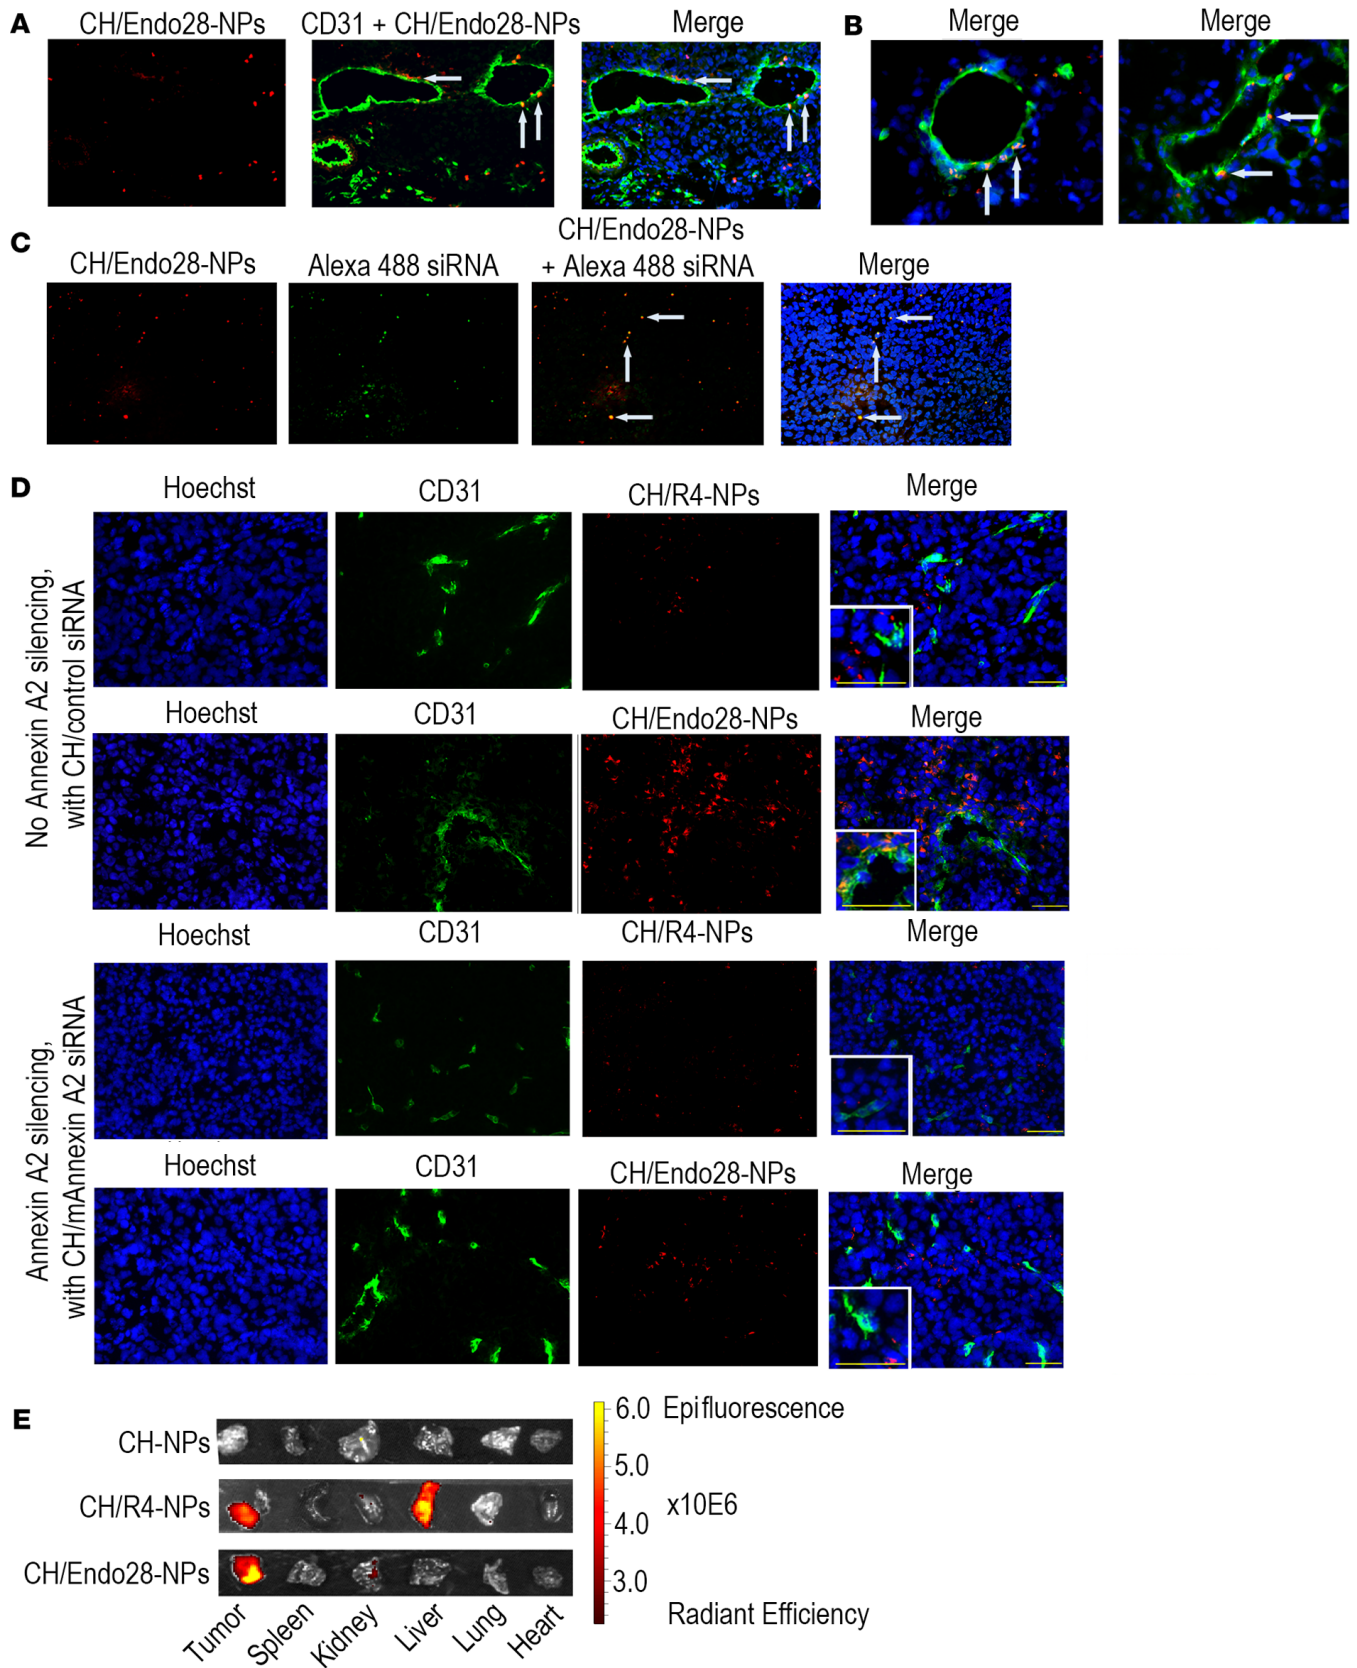 A
CH/Endo28-NPs
CD31 + CH/Endo28-NPs
Merge
B
Merge
Merge
C
CH/Endo28-NPs
Alexa 488 siRNA
CH/Endo28-NPs
+ Alexa 488 siRNA
Merge
D
No Annexin A2 silencing,
with CH/control siRNA
Hoechst
CD31
CH/R4-NPs
Merge
Hoechst
CD31
CH/Endo28-NPs
Merge
Annexin A2 silencing,
with CH/mAnnexin A2 siRNA
Hoechst
CD31
CH/R4-NPs
Merge
Hoechst
CD31
CH/Endo28-NPs
Merge
E
CH-NPs
CH/R4-NPs
CH/Endo28-NPs
Tumor
Spleen
Kidney
Liver
Lung
Heart
6.0
5.0
4.0
3.0
Epifluorescence
x10E6
Radiant Efficiency